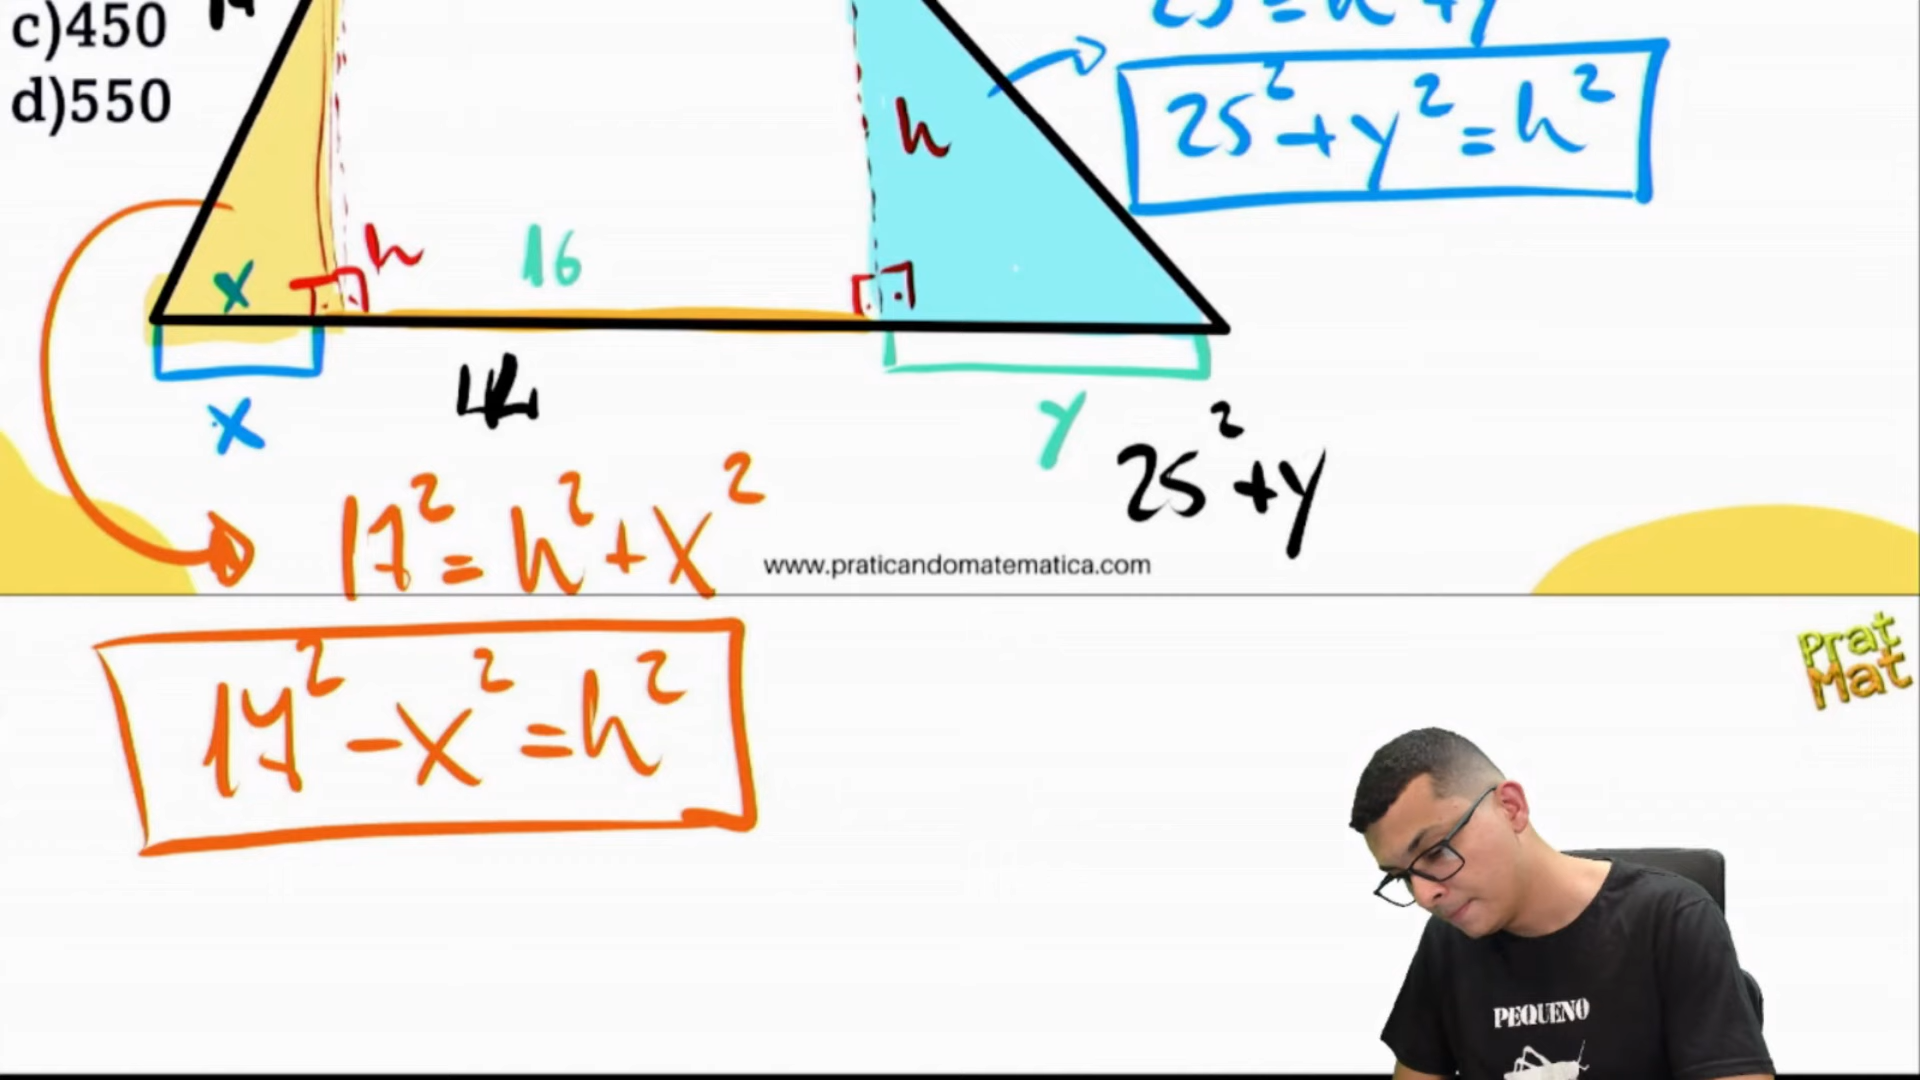 c)450
d)550
25²+y²=h²
h
x
h
16
44
x
y
25²+y
17²=h²+x²
www.praticandomatematica.com
17²-x²=h²
Prat
Mat
PEQUENO